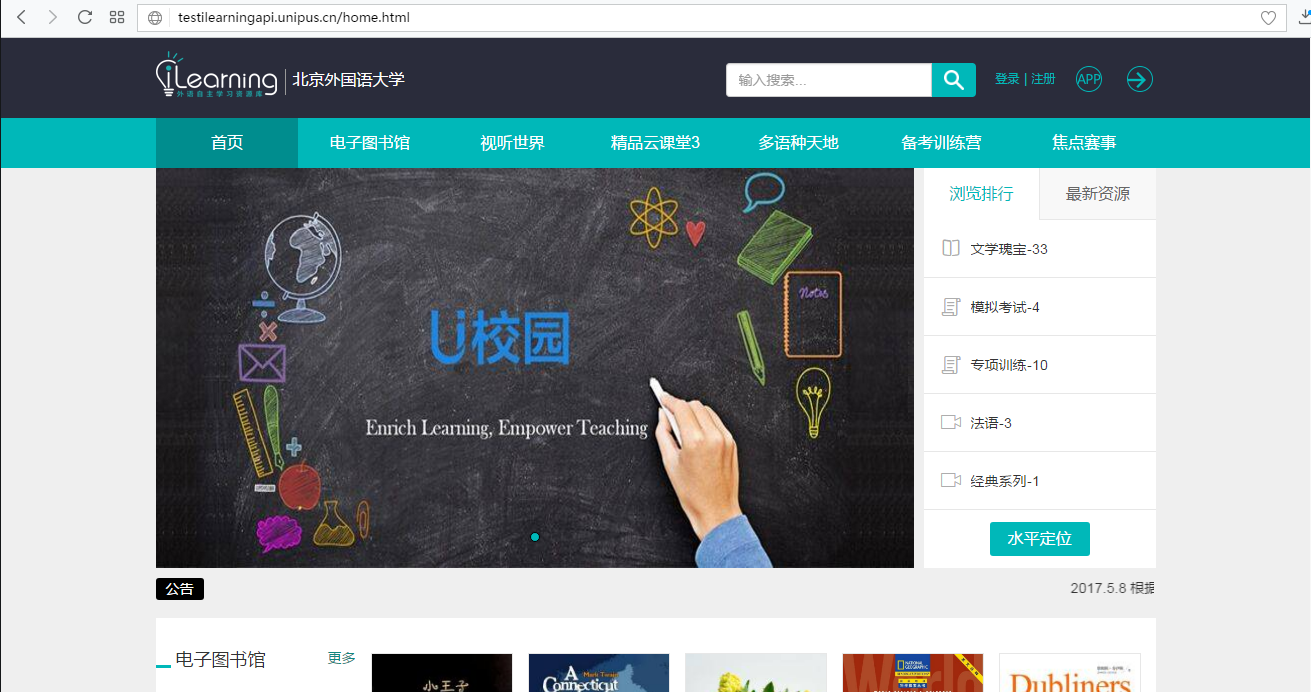 testilearningapi.unipus.cn/home.html
iLearning
外语自主学习资源库
北京外国语大学
输入搜索...
登录 | 注册
APP
首页
电子图书馆
视听世界
精品云课堂3
多语种天地
备考训练营
焦点赛事
Notes
U校园
Enrich Learning, Empower Teaching
浏览排行
最新资源
文学瑰宝-33
模拟考试-4
专项训练-10
法语-3
经典系列-1
水平定位
公告
2017.5.8 根据
电子图书馆
更多
小王子
Mark Twain
A
Connecticut
NATIONAL GEOGRAPHIC
World
Dubliners